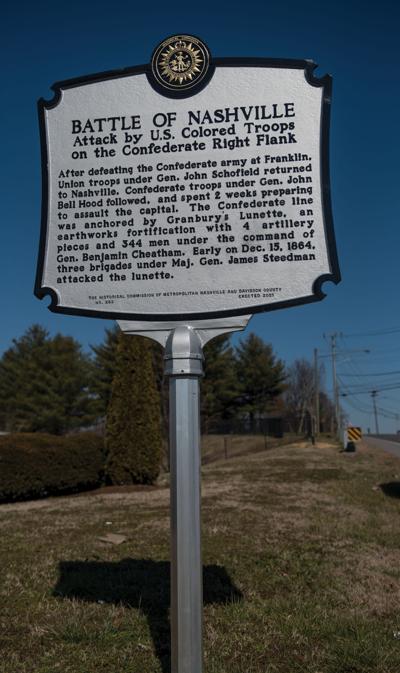 BATTLE OF NASHVILLE
Attack by U.S. Colored Troops
on the Confederate Right Flank
After defeating the Confederate army at Franklin,
Union troops under Gen. John Schofield returned
to Nashville. Confederate troops under Gen. John
Bell Hood followed, and spent 2 weeks preparing
to assault the capital. The Confederate line
was anchored by Granbury's Lunette, an
earthworks fortification with 4 artillery
pieces and 344 men under the command of
Gen. Benjamin Cheatham. Early on Dec. 15, 1864,
three brigades under Maj. Gen. James Steedman
attacked the lunette.
THE HISTORICAL COMMISSION OF METROPOLITAN NASHVILLE AND DAVIDSON COUNTY
NO. ERECTED